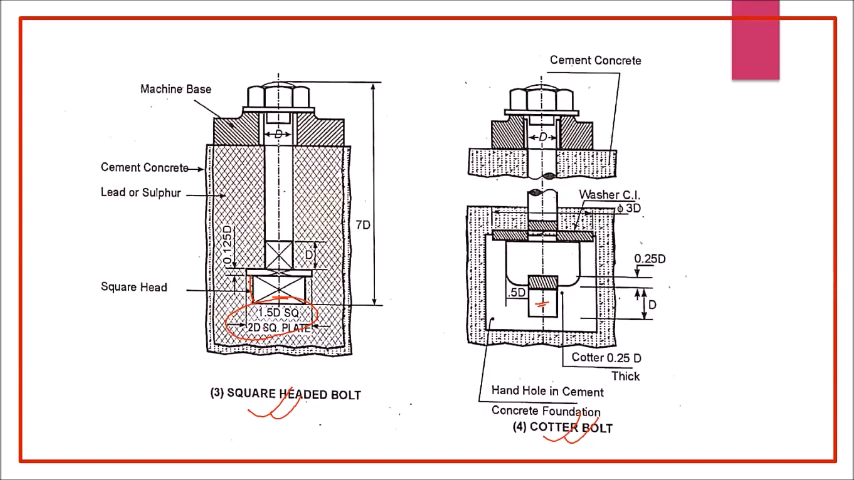 Cement Concrete
Machine Base
D
D
Cement Concrete
Lead or Sulphur
Washer C.I.
ϕ 3D
7D
0.125D
D
0.25D
Square Head
.5D
D
1.5D SQ.
2D SQ. PLATE
Cotter 0.25 D
Thick
Hand Hole in Cement
Concrete Foundation
(3) SQUARE HEADED BOLT
(4) COTTER BOLT